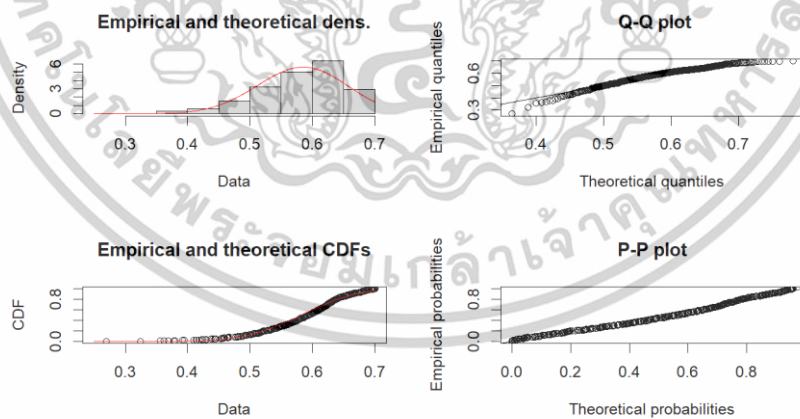 Empirical and theoretical dens.
Density
0 3 6
0.3 0.4 0.5 0.6 0.7
Data
Q-Q plot
Empirical quantiles
0.3 0.6
0.4 0.5 0.6 0.7
Theoretical quantiles
Empirical and theoretical CDFs
CDF
0.0 0.8
0.3 0.4 0.5 0.6 0.7
Data
P-P plot
Empirical probabilities
0.0 0.8
0.0 0.2 0.4 0.6 0.8
Theoretical probabilities